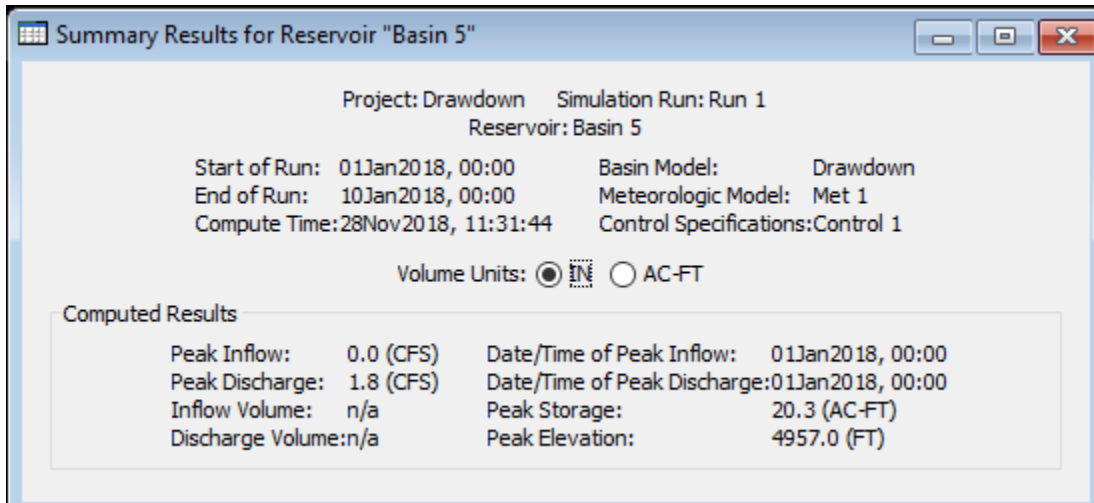 Summary Results for Reservoir "Basin 5"
Project: Drawdown Simulation Run: Run 1
Reservoir: Basin 5
Start of Run: 01Jan2018, 00:00 Basin Model: Drawdown
End of Run: 10Jan2018, 00:00 Meteorologic Model: Met 1
Compute Time:28Nov2018, 11:31:44 Control Specifications:Control 1
Volume Units: IN AC-FT
Computed Results
Peak Inflow: 0.0 (CFS) Date/Time of Peak Inflow: 01Jan2018, 00:00
Peak Discharge: 1.8 (CFS) Date/Time of Peak Discharge:01Jan2018, 00:00
Inflow Volume: n/a Peak Storage: 20.3 (AC-FT)
Discharge Volume:n/a Peak Elevation: 4957.0 (FT)